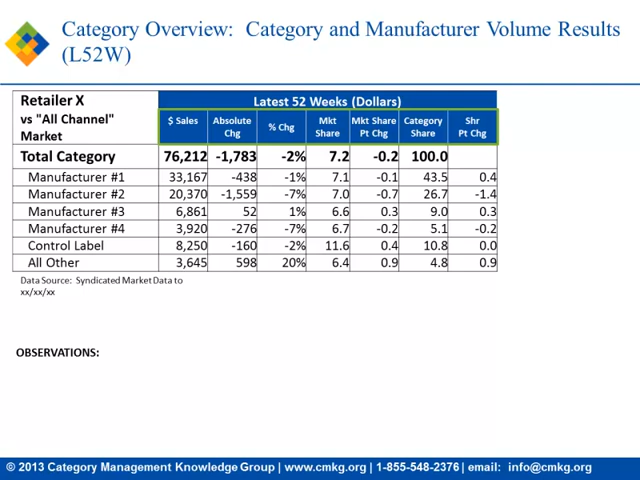 Category Overview:  Category and Manufacturer Volume Results
(L52W)
Retailer X
vs "All Channel"
Market
Latest 52 Weeks (Dollars)
$ Sales Absolute Chg % Chg Mkt Share Mkt Share Pt Chg Category Share Shr Pt Chg
Total Category 76,212 -1,783 -2% 7.2 -0.2 100.0
Manufacturer #1 33,167 -438 -1% 7.1 -0.1 43.5 0.4
Manufacturer #2 20,370 -1,559 -7% 7.0 -0.7 26.7 -1.4
Manufacturer #3 6,861 52 1% 6.6 0.3 9.0 0.3
Manufacturer #4 3,920 -276 -7% 6.7 -0.2 5.1 -0.2
Control Label 8,250 -160 -2% 11.6 0.4 10.8 0.0
All Other 3,645 598 20% 6.4 0.9 4.8 0.9
Data Source:  Syndicated Market Data to
xx/xx/xx
OBSERVATIONS:
© 2013 Category Management Knowledge Group | www.cmkg.org | 1-855-548-2376 | email:  info@cmkg.org